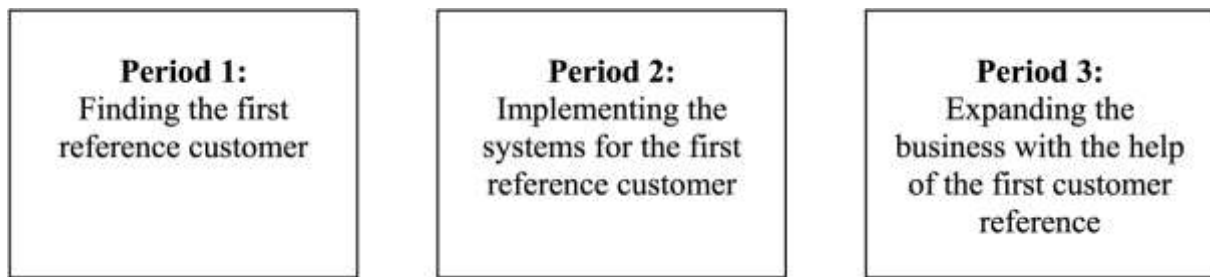 Period 1:
Finding the first
reference customer
Period 2:
Implementing the
systems for the first
reference customer
Period 3:
Expanding the
business with the help
of the first customer
reference